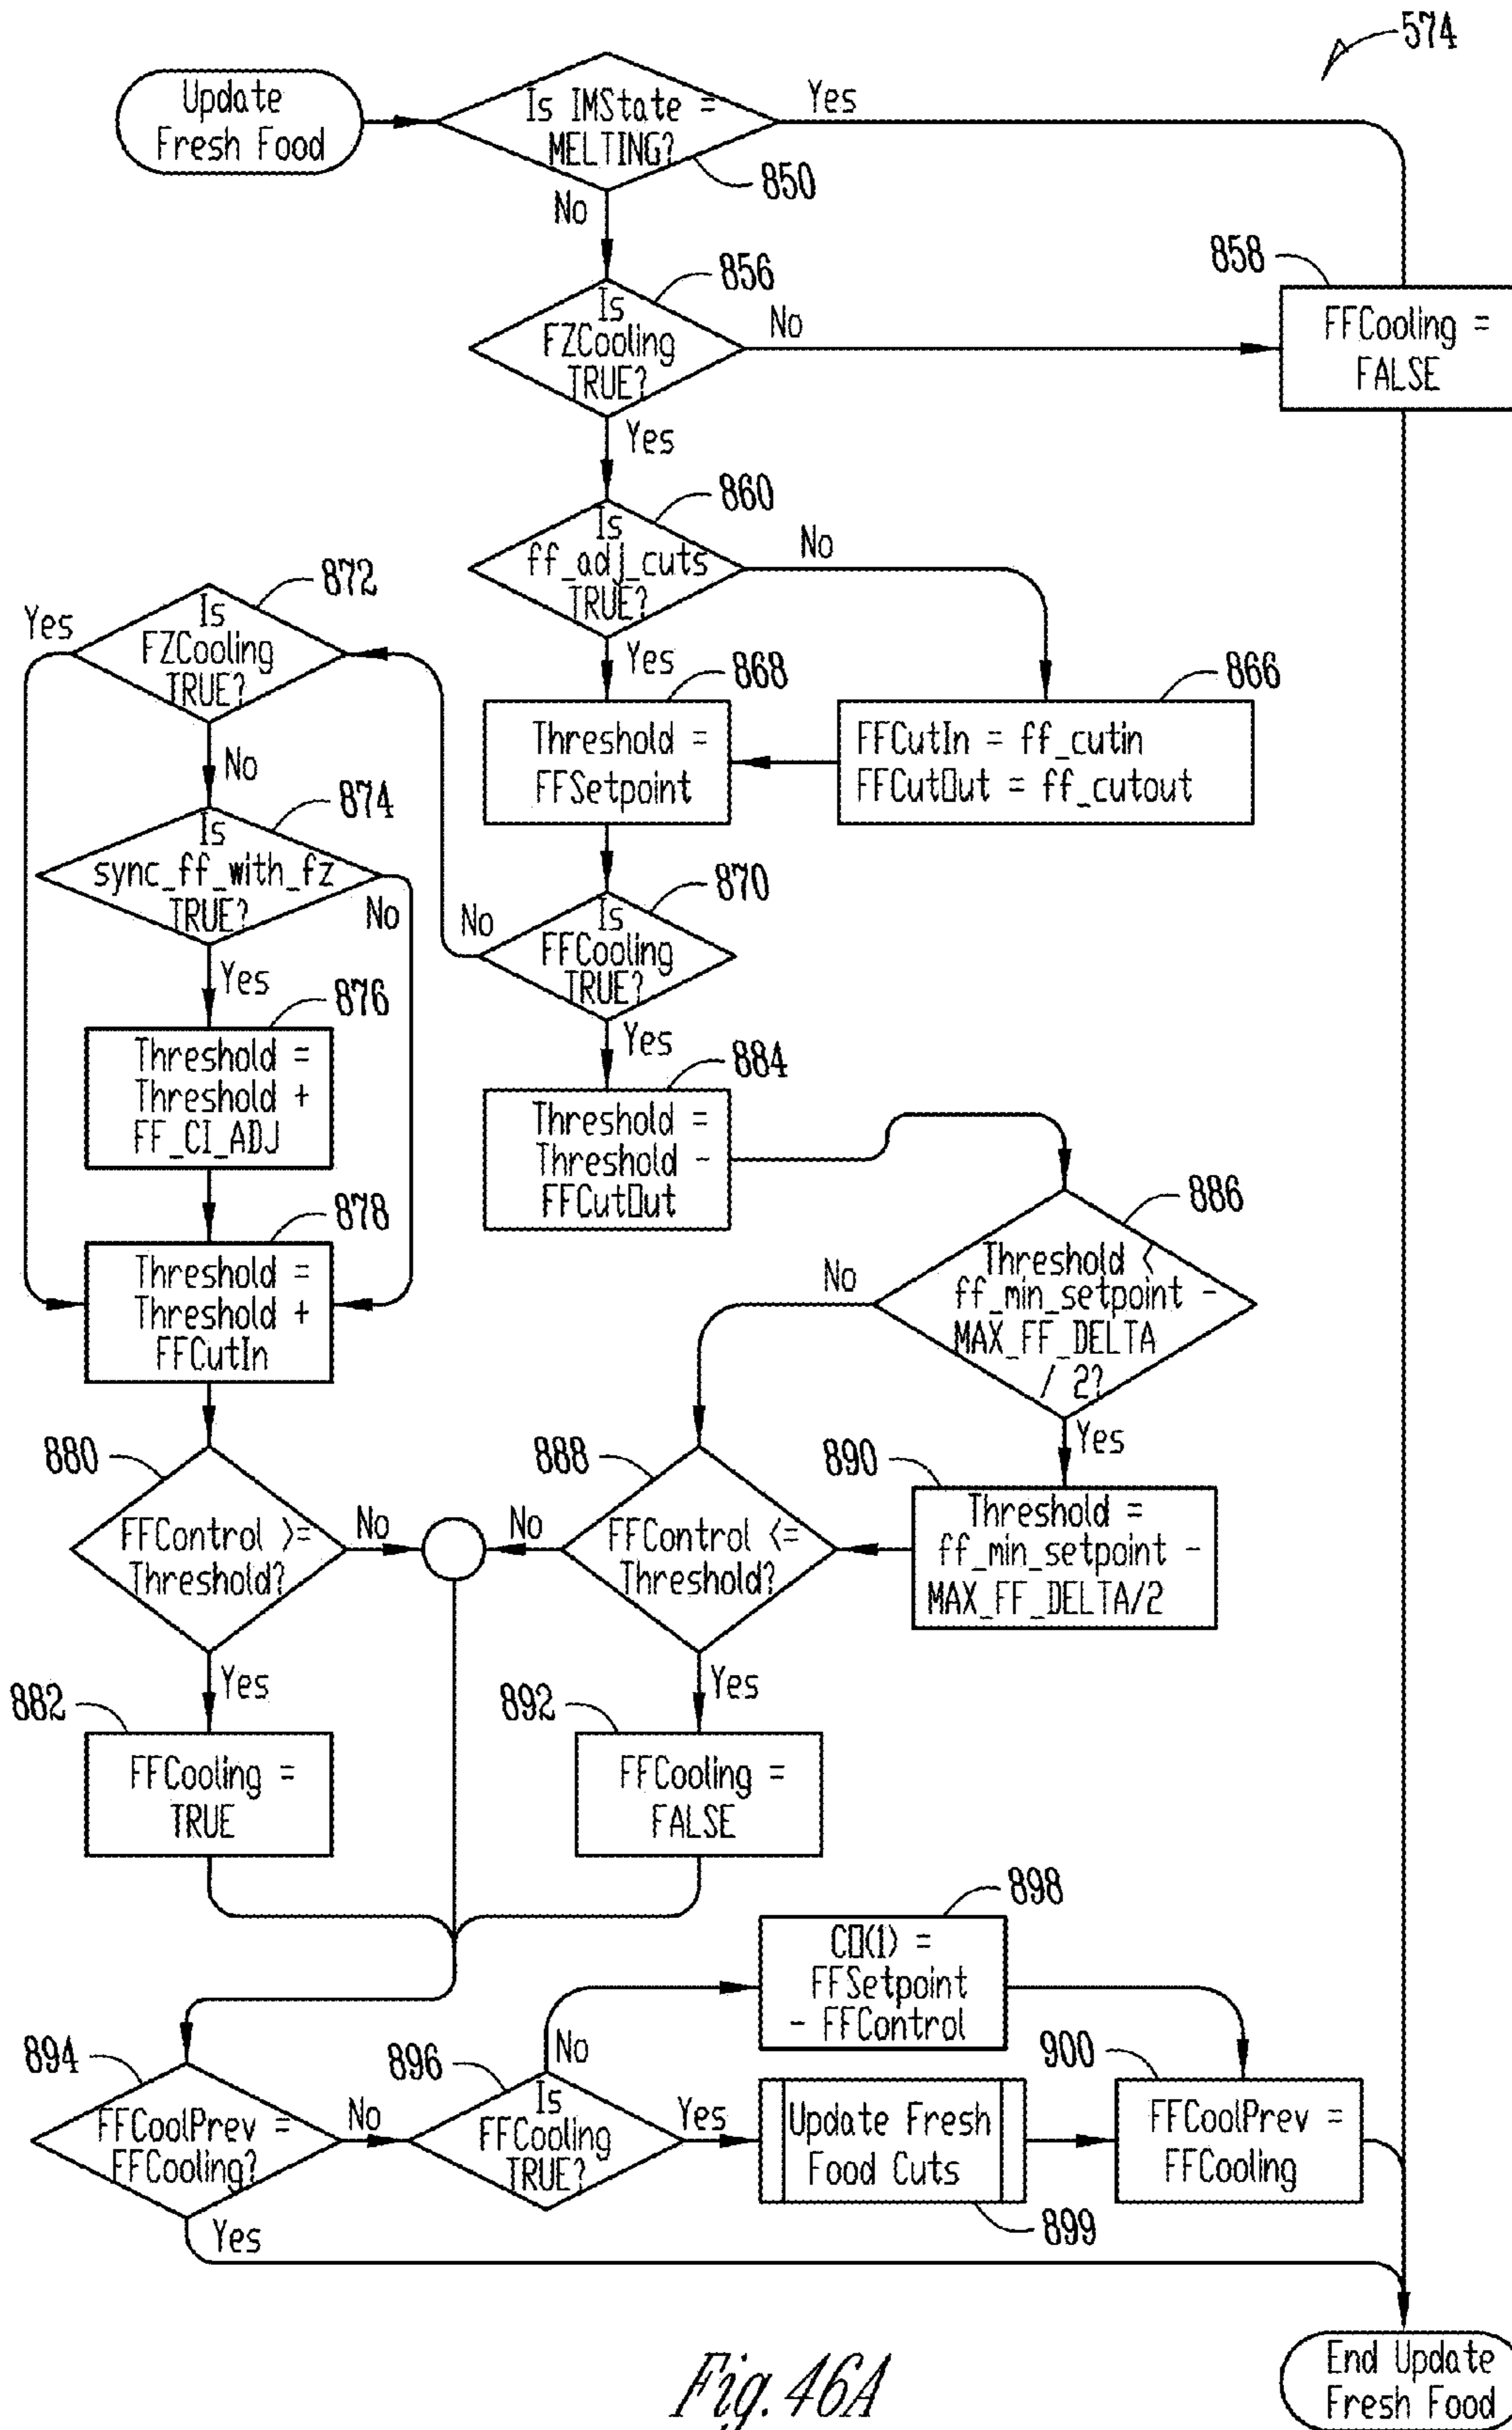 574
Update
Fresh Food
Is IMState =
MELTING?
Yes
850
No
856
Is
FZCooling
TRUE?
No
858
FFCooling =
FALSE
Yes
860
Is
ff_adj_cuts
TRUE?
No
872
Yes
Is
FZCooling
TRUE?
Yes
868
Threshold =
FFSetpoint
866
FFCutIn = ff_cutin
FFCutOut = ff_cutout
No
874
Is
sync_ff_with_fz
TRUE?
No
No
870
Is
FFCooling
TRUE?
Yes
876
Threshold =
Threshold +
FF_CI_ADJ
Yes
884
Threshold =
Threshold -
FFCutOut
878
Threshold =
Threshold +
FFCutIn
886
No
Threshold <
ff_min_setpoint -
MAX_FF_DELTA
/ 2?
Yes
880
FFControl >=
Threshold?
No
888
No
FFControl <=
Threshold?
890
Threshold =
ff_min_setpoint -
MAX_FF_DELTA/2
Yes
882
FFCooling =
TRUE
Yes
892
FFCooling =
FALSE
898
CO(1) =
FFSetpoint
- FFControl
894
FFCoolPrev =
FFCooling?
No
896
No
Is
FFCooling
TRUE?
Yes
Update Fresh
Food Cuts
899
900
FFCoolPrev =
FFCooling
Yes
End Update
Fresh Food
Fig. 46A